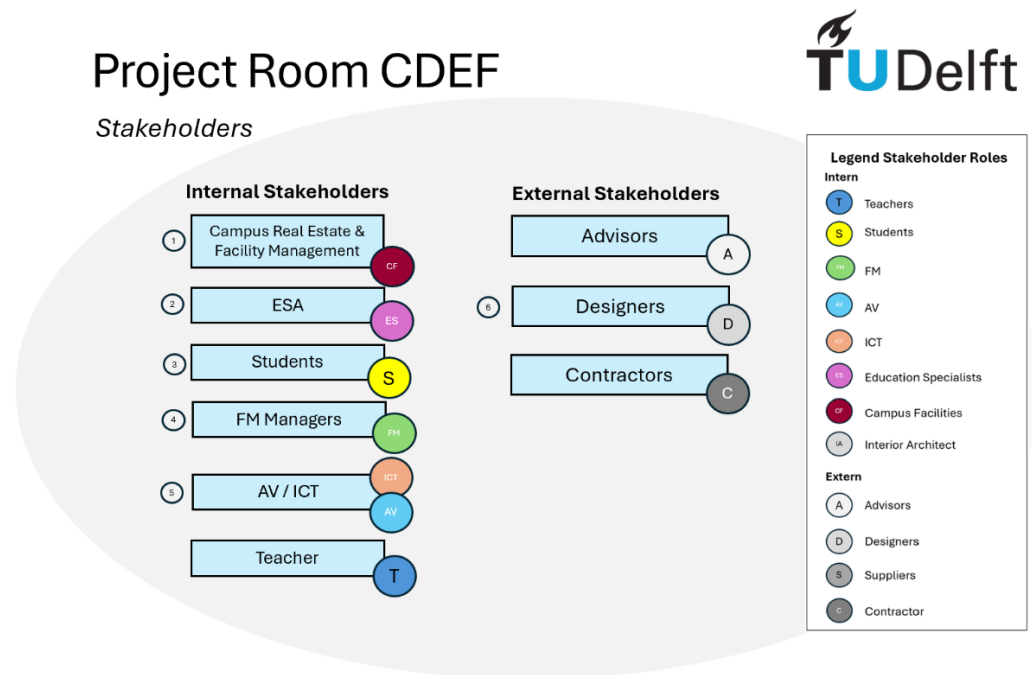 Project Room CDEF
TUDelft
Stakeholders
Internal Stakeholders
1
Campus Real Estate &
Facility Management
CF
2
ESA
ES
3
Students
S
4
FM Managers
FM
5
AV / ICT
ICT
AV
Teacher
T
External Stakeholders
Advisors
A
6
Designers
D
Contractors
C
Legend Stakeholder Roles
Intern
T Teachers
S Students
FM FM
AV AV
ICT ICT
ES Education Specialists
CF Campus Facilities
IA Interior Architect
Extern
A Advisors
D Designers
S Suppliers
C Contractor